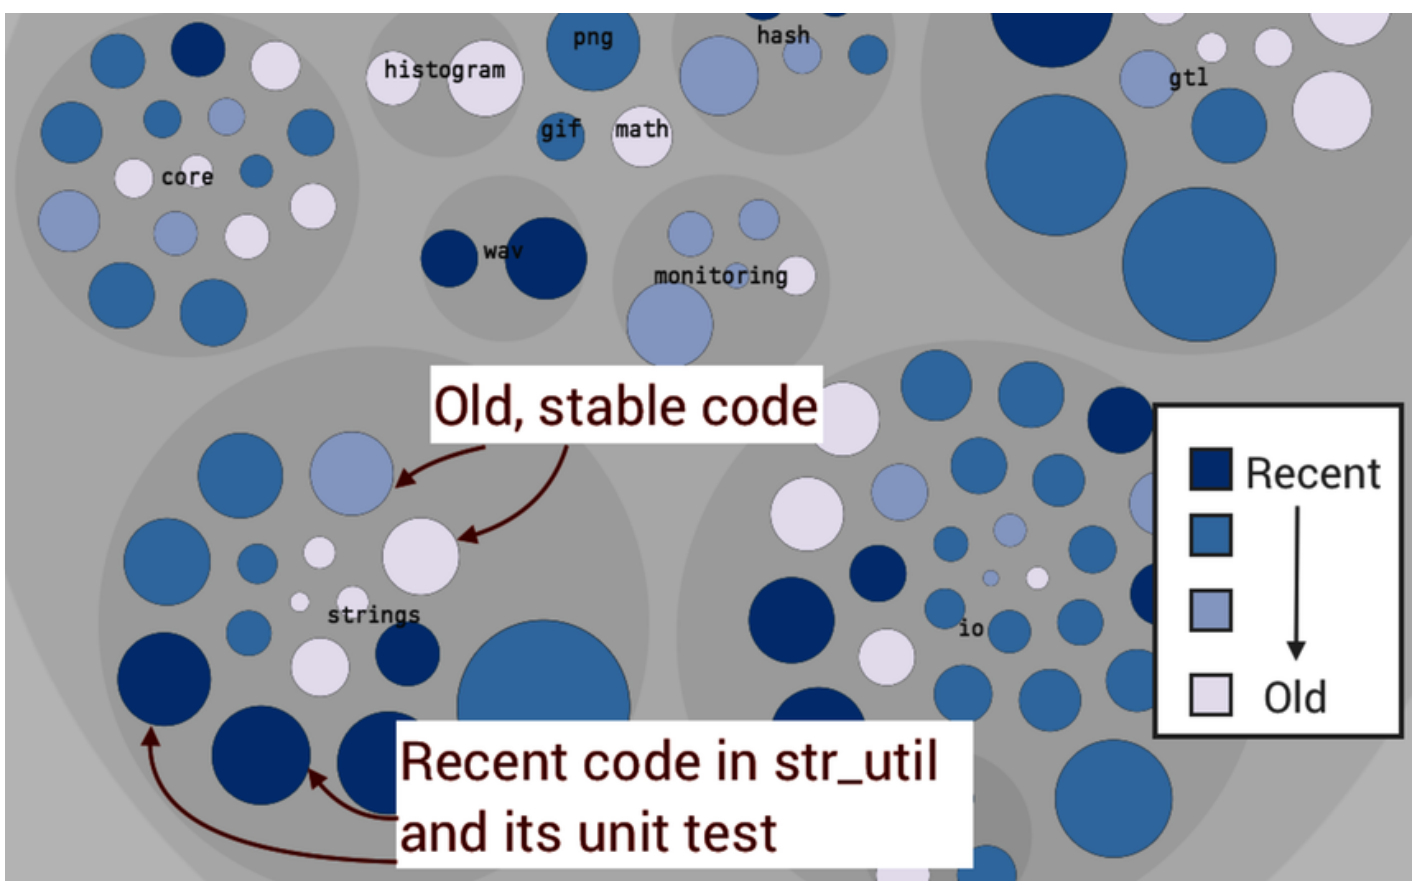 png
hash
histogram
gtl
gif
math
core
wav
monitoring
Old, stable code
Recent
strings
io
Old
Recent code in str_util
and its unit test